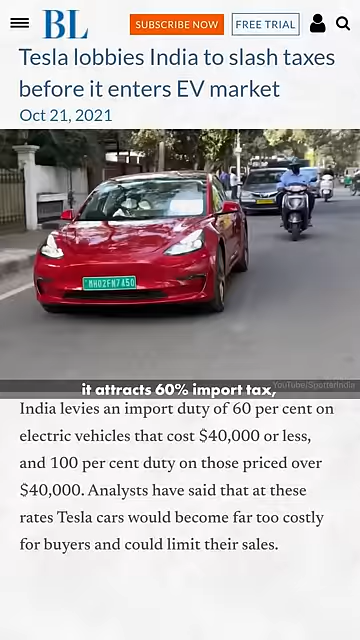 BL
SUBSCRIBE NOW
FREE TRIAL
Tesla lobbies India to slash taxes
before it enters EV market
Oct 21, 2021
MH02FN7450
it attracts 60% import tax,
YouTube/SpotterIndia
India levies an import duty of 60 per cent on
electric vehicles that cost $40,000 or less,
and 100 per cent duty on those priced over
$40,000. Analysts have said that at these
rates Tesla cars would become far too costly
for buyers and could limit their sales.